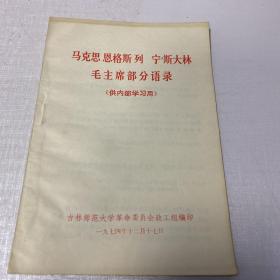 马克思 恩格斯 列 宁 斯大林
毛主席部分语录
（供内部学习用）
吉林师范大学革命委员会政工组编印
一九七四年十二月十七日